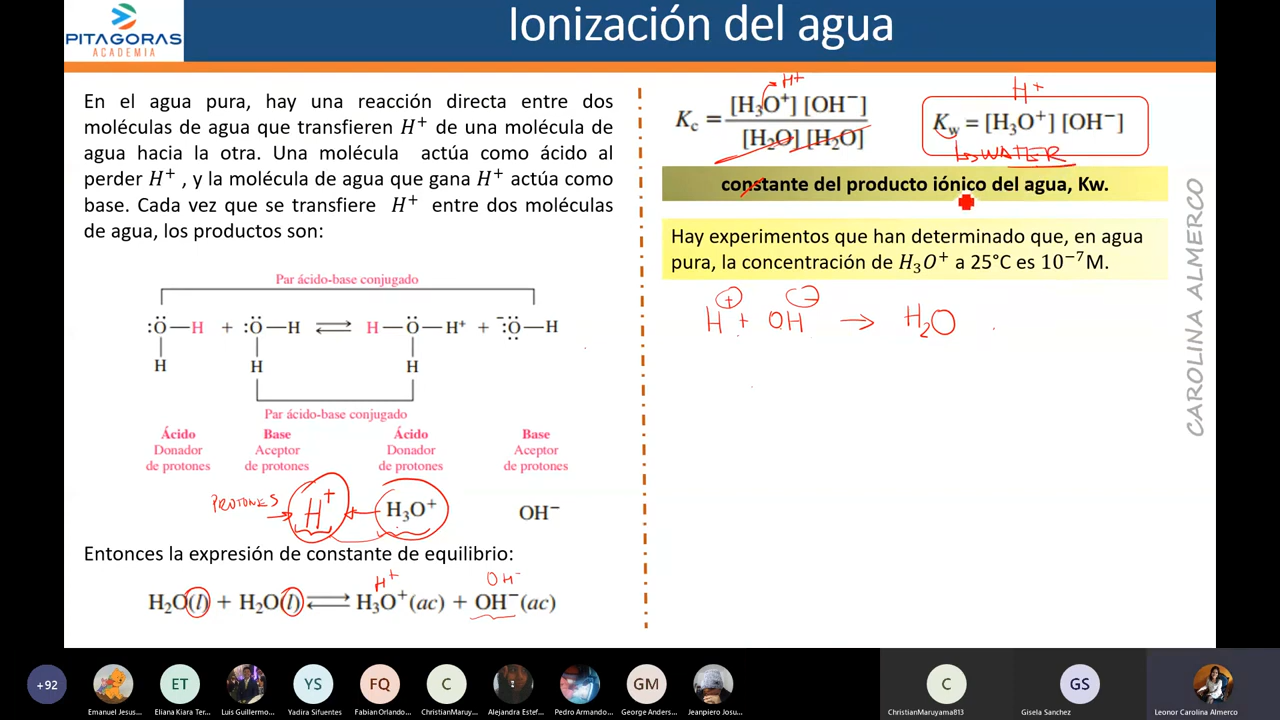 Ionización del agua
PITAGORAS
ACADEMIA
En el agua pura, hay una reacción directa entre dos
moléculas de agua que transfieren H⁺ de una molécula de
agua hacia la otra. Una molécula actúa como ácido al
perder H⁺ , y la molécula de agua que gana H⁺ actúa como
base. Cada vez que se transfiere H⁺ entre dos moléculas
de agua, los productos son:
Par ácido-base conjugado
:Ö—H + :Ö—H ⇌ H—Ö—H⁺ + ⁻:Ö—H
H H H
Par ácido-base conjugado
Ácido Base Ácido Base
Donador Aceptor Donador Aceptor
de protones de protones de protones de protones
PROTONES H⁺ H₃O⁺ OH⁻
Entonces la expresión de constante de equilibrio:
H⁺ OH⁻
H₂O(l) + H₂O(l) ⇌ H₃O⁺(ac) + OH⁻(ac)
H⁺
Kc = [H₃O⁺] [OH⁻] / [H₂O] [H₂O]
H⁺
Kw = [H₃O⁺] [OH⁻]
WATER
constante del producto iónico del agua, Kw.
Hay experimentos que han determinado que, en agua
pura, la concentración de H₃O⁺ a 25°C es 10⁻⁷M.
H⁺ + OH⁻ → H₂O
CAROLINA ALMERCO
+92
ET
YS
FQ
C
GM
C
GS
Emanuel Jesus...
Eliana Kiara Ter...
Luis Guillermo...
Yadira Sifuentes
Fabian Orlando...
ChristianMaruy...
Alejandra Estef...
Pedro Armando...
George Anders...
Jeanpiero Josu...
ChristianMaruyama813
Gisela Sanchez
Leonor Carolina Almerco